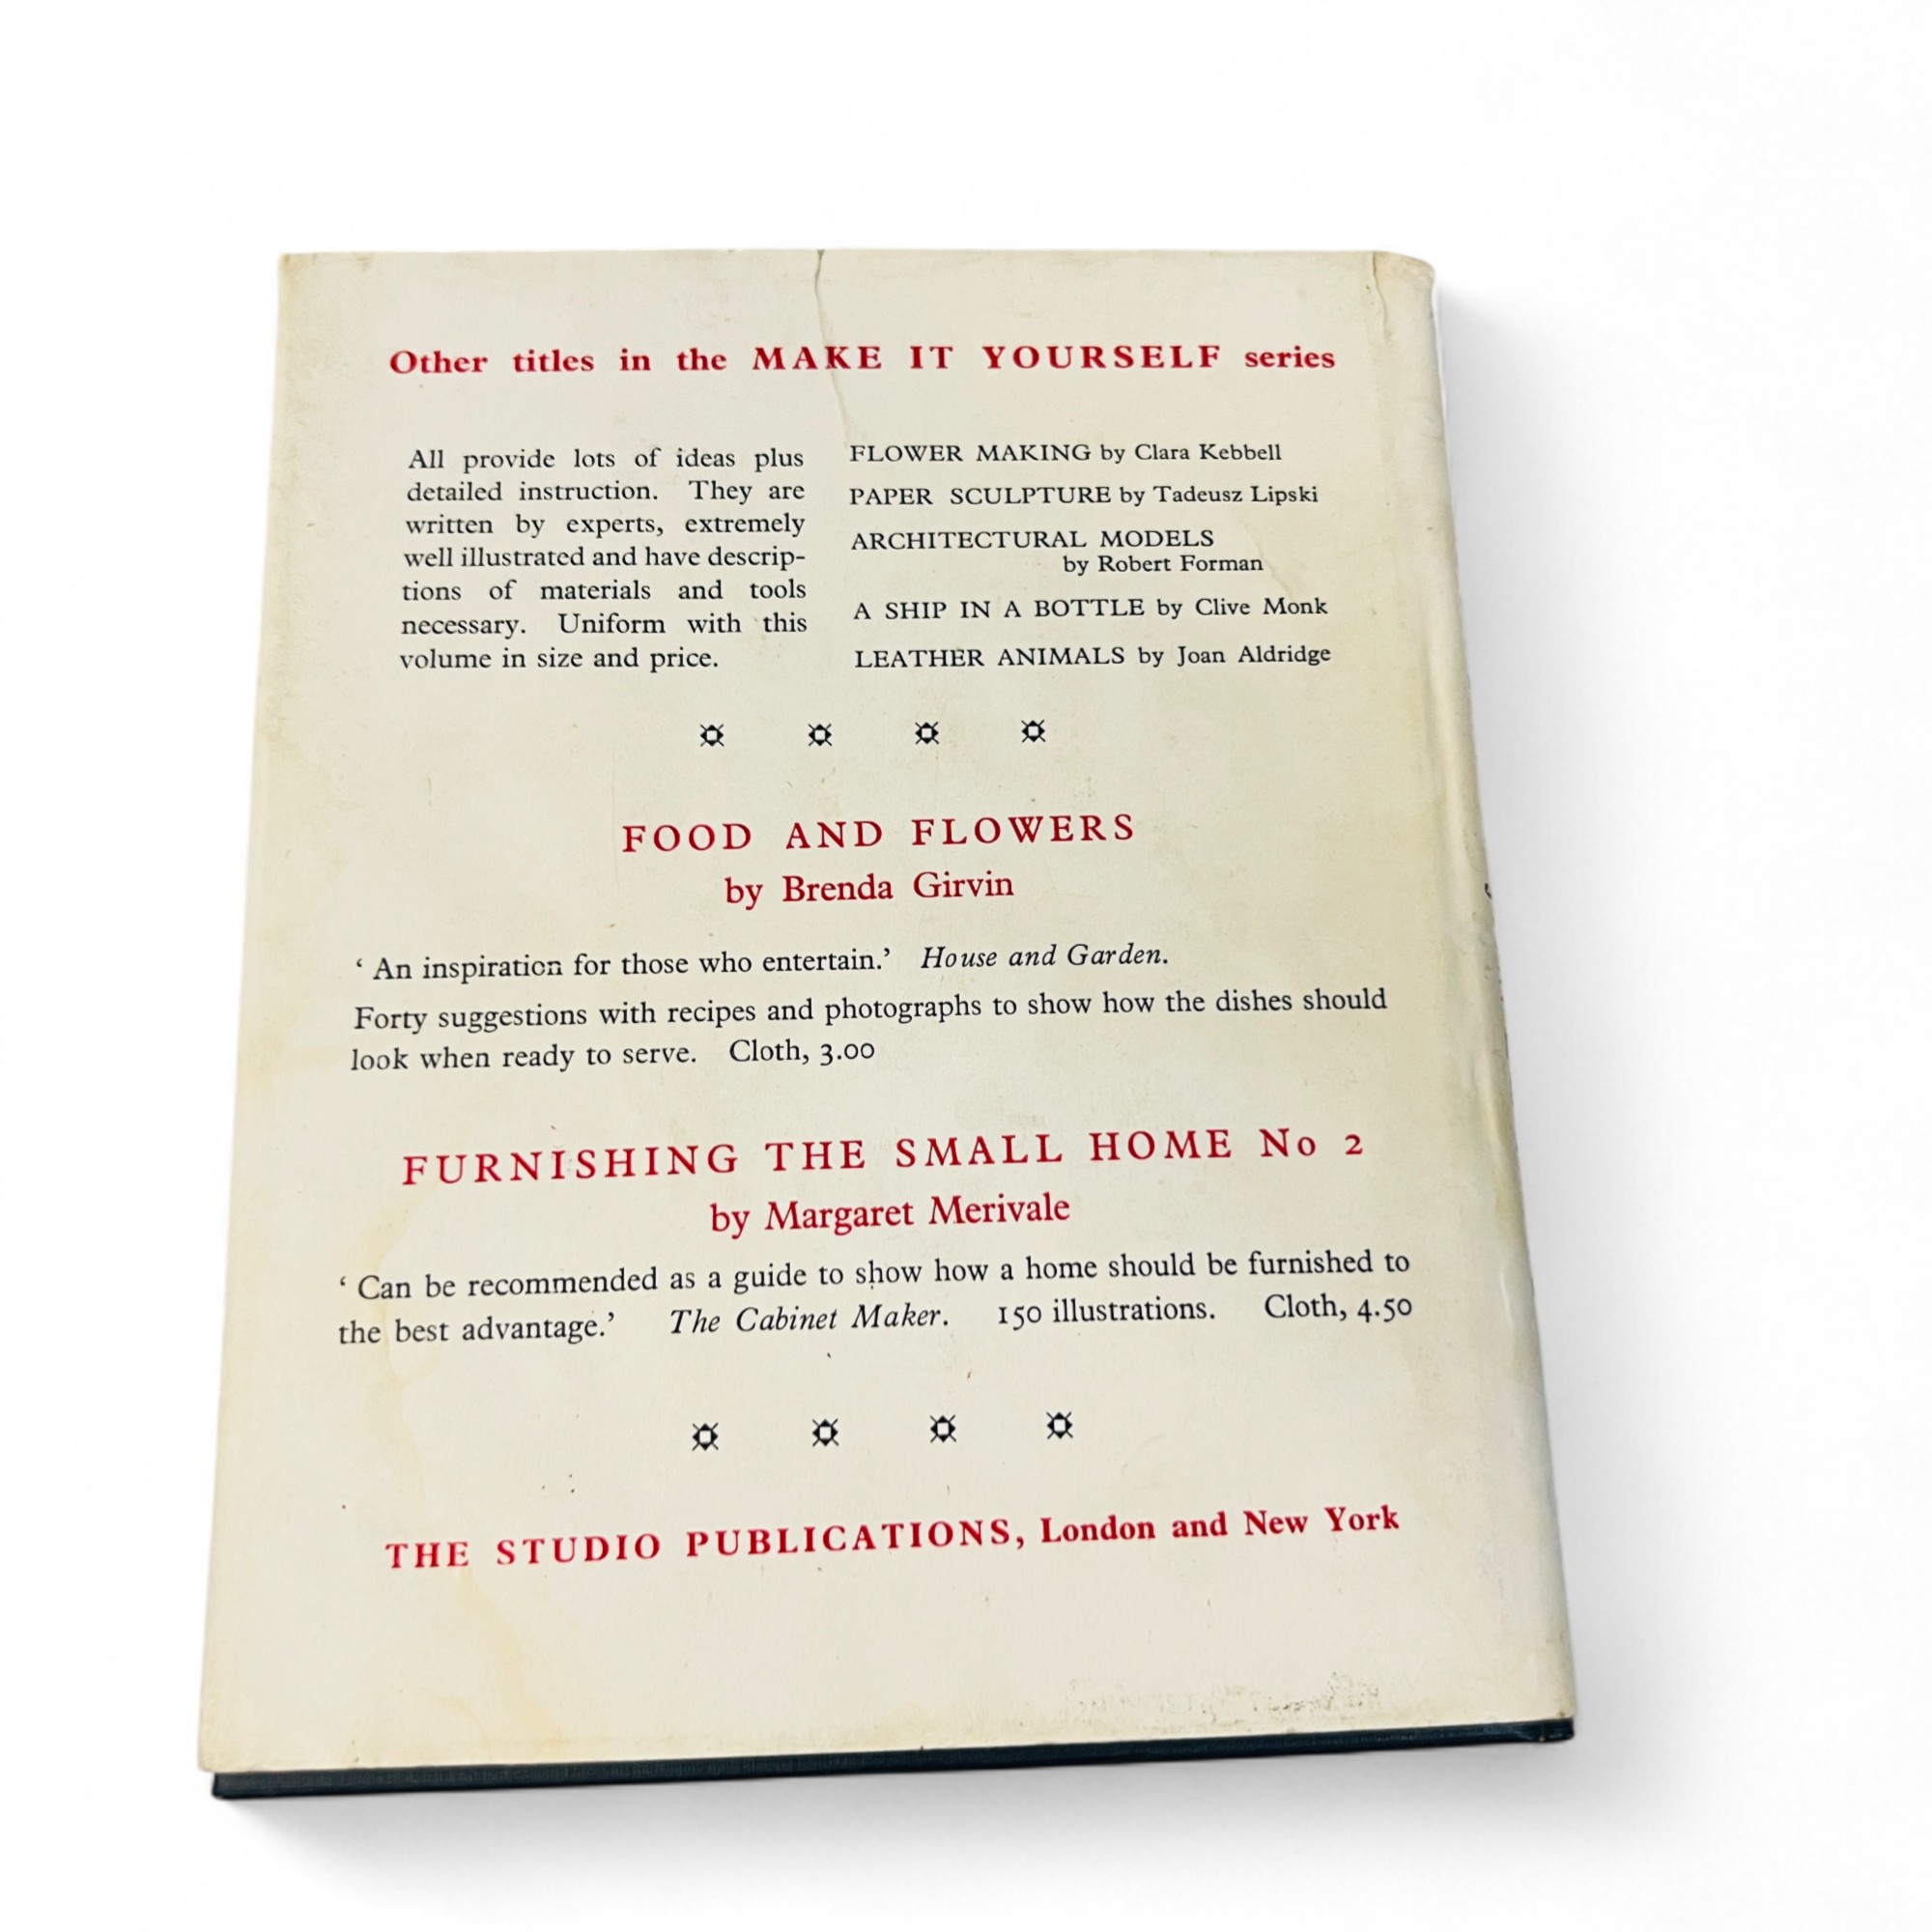 Other titles in the MAKE IT YOURSELF series
All provide lots of ideas plus
detailed instruction. They are
written by experts, extremely
well illustrated and have descrip-
tions of materials and tools
necessary. Uniform with this
volume in size and price.
FLOWER MAKING by Clara Kebbell
PAPER SCULPTURE by Tadeusz Lipski
ARCHITECTURAL MODELS
by Robert Forman
A SHIP IN A BOTTLE by Clive Monk
LEATHER ANIMALS by Joan Aldridge
FOOD AND FLOWERS
by Brenda Girvin
‘ An inspiration for those who entertain.’ House and Garden.
Forty suggestions with recipes and photographs to show how the dishes should
look when ready to serve. Cloth, 3.00
FURNISHING THE SMALL HOME No 2
by Margaret Merivale
‘ Can be recommended as a guide to show how a home should be furnished to
the best advantage.’ The Cabinet Maker. 150 illustrations. Cloth, 4.50
THE STUDIO PUBLICATIONS, London and New York